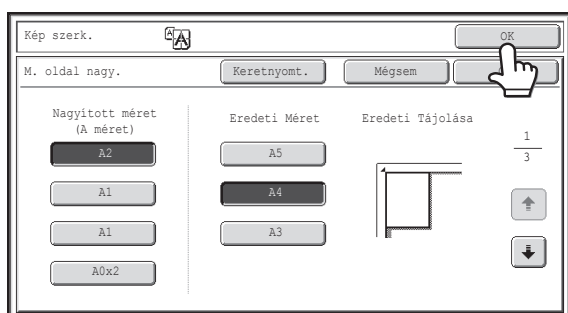 Kép szerk.
OK
M. oldal nagy.
Keretnyomt.
Mégsem
Nagyított méret
(A méret)
Eredeti Méret
Eredeti Tájolása
A2
A1
A1
A0x2
A5
A4
A3
1
3